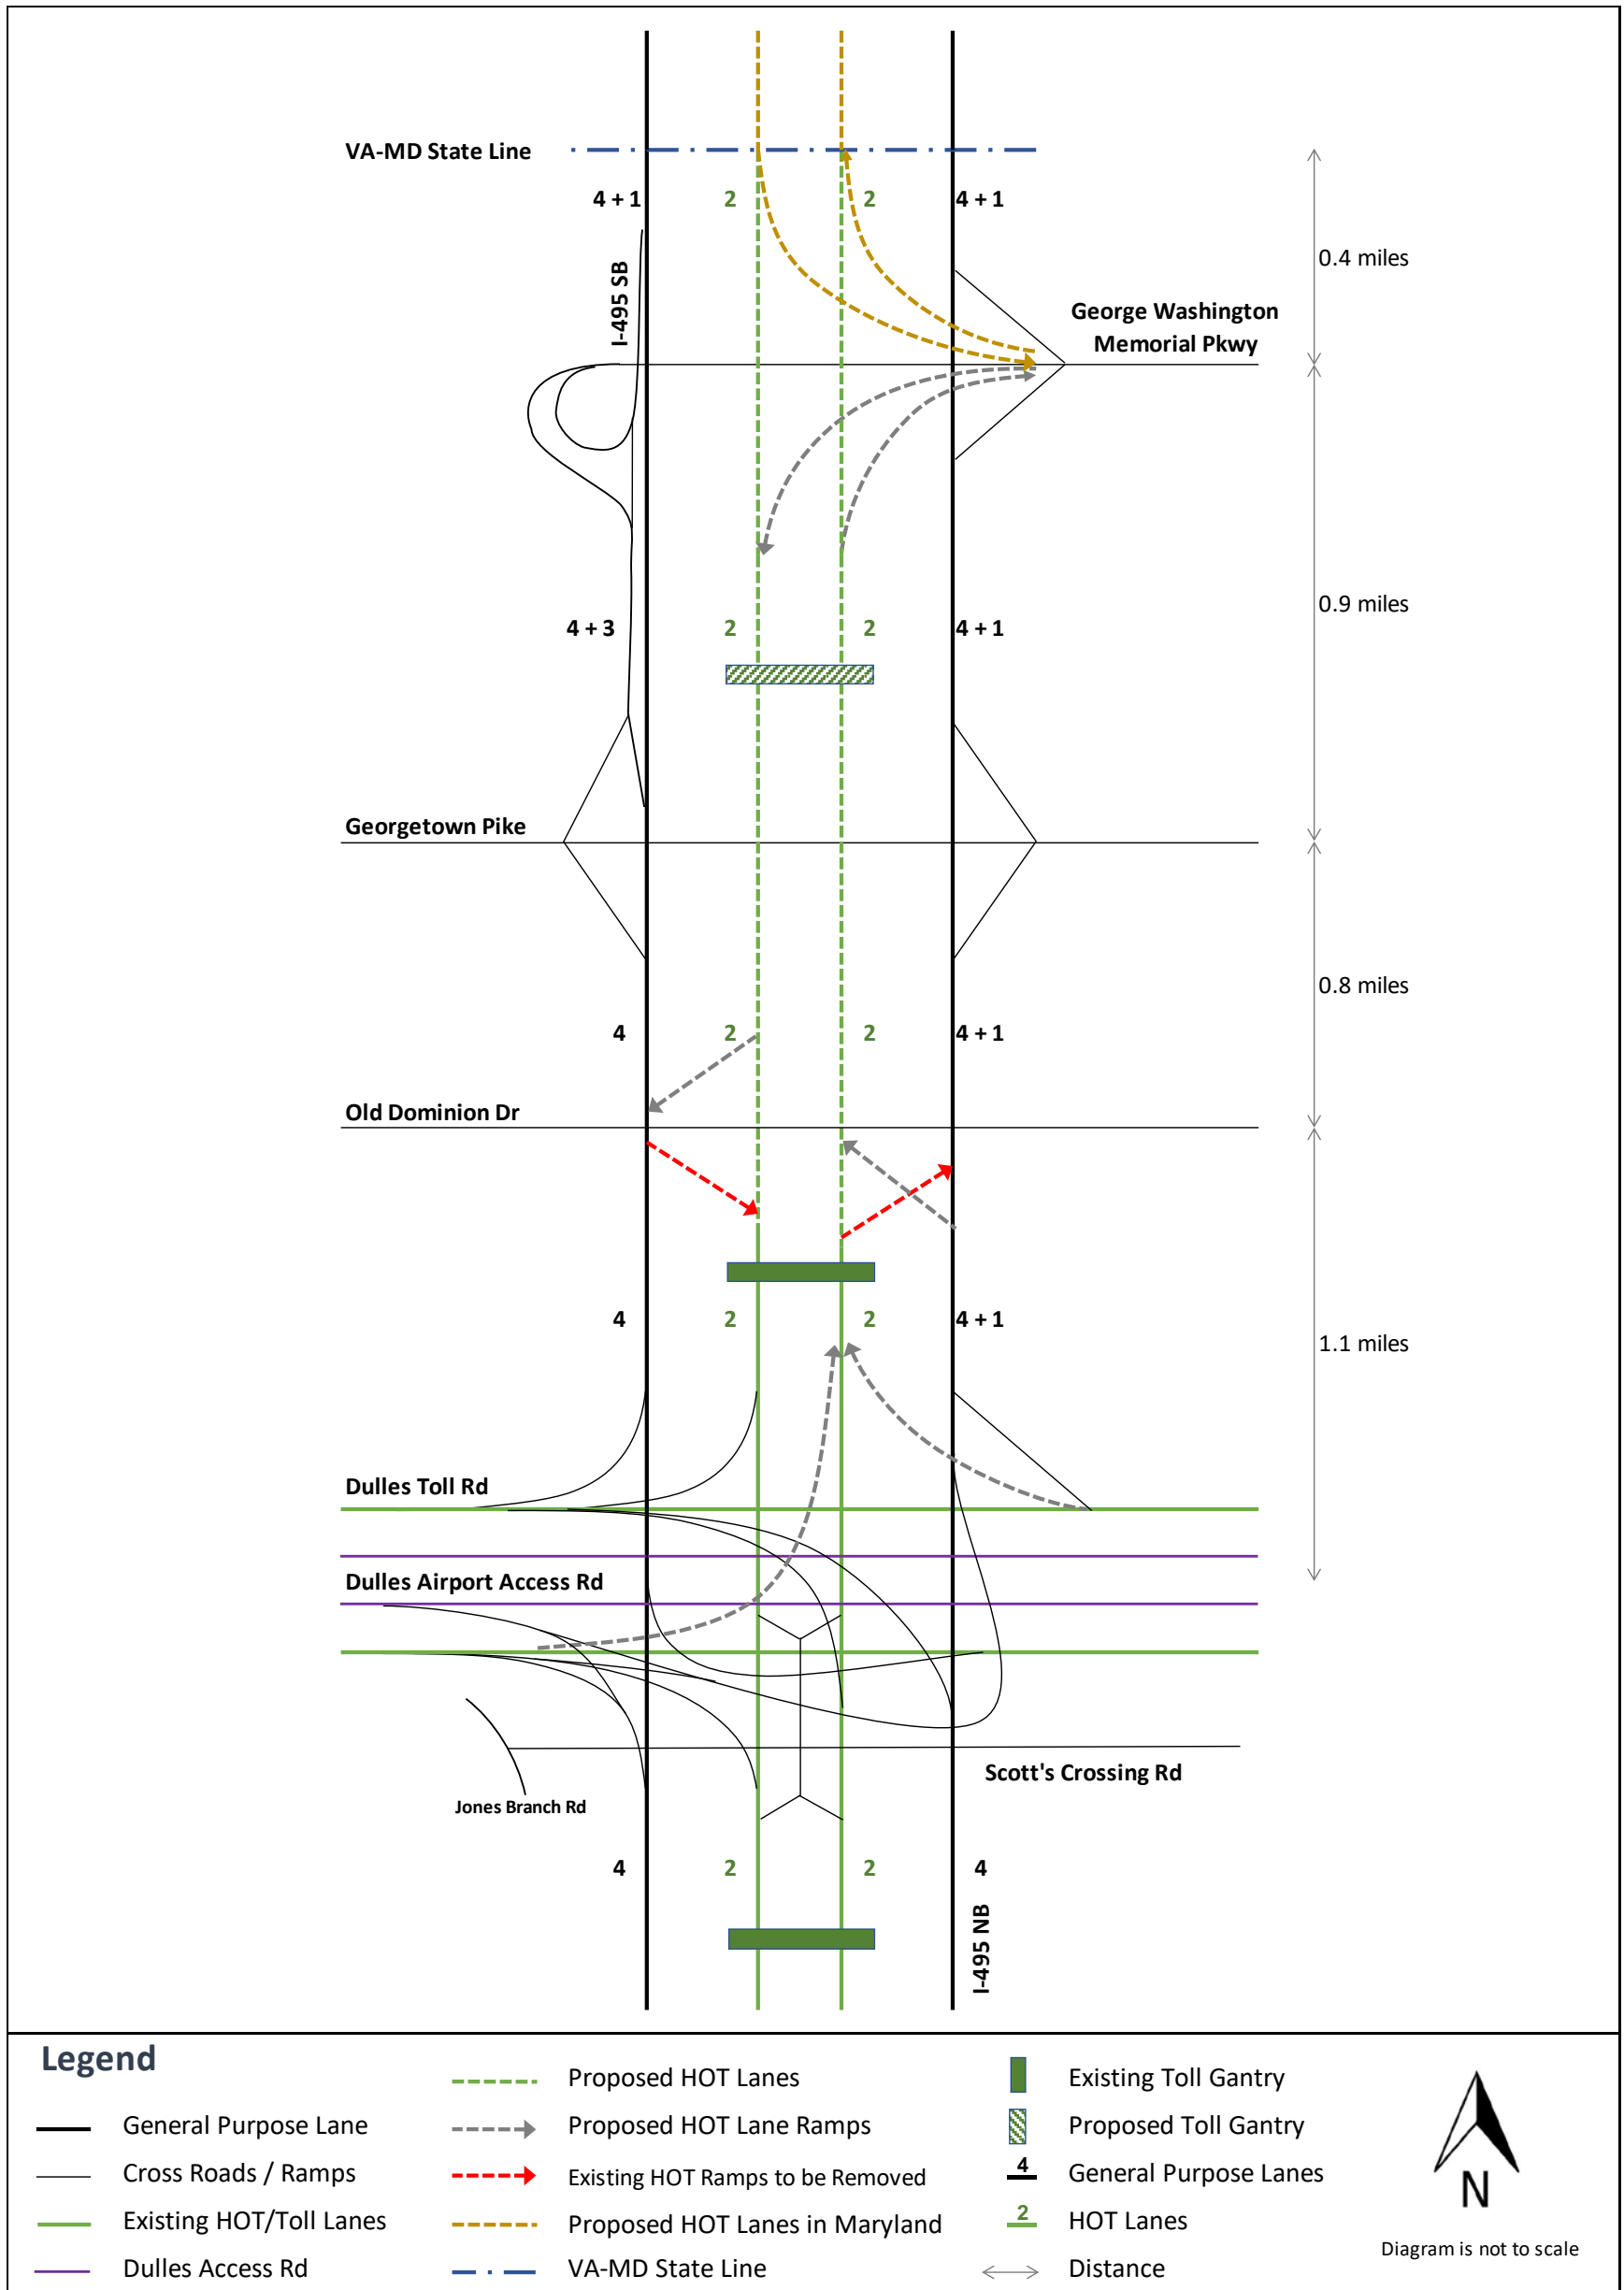 VA-MD State Line
4 + 1
2
2
4 + 1
I-495 SB
0.4 miles
George Washington
Memorial Pkwy
4 + 3
2
2
4 + 1
0.9 miles
Georgetown Pike
0.8 miles
4
2
2
4 + 1
Old Dominion Dr
4
2
2
4 + 1
1.1 miles
Dulles Toll Rd
Dulles Airport Access Rd
Scott's Crossing Rd
Jones Branch Rd
4
2
2
4
I-495 NB
Legend
General Purpose Lane
Cross Roads / Ramps
Existing HOT/Toll Lanes
Dulles Access Rd
Proposed HOT Lanes
Proposed HOT Lane Ramps
Existing HOT Ramps to be Removed
Proposed HOT Lanes in Maryland
VA-MD State Line
Existing Toll Gantry
Proposed Toll Gantry
4 General Purpose Lanes
2 HOT Lanes
Distance
N
Diagram is not to scale